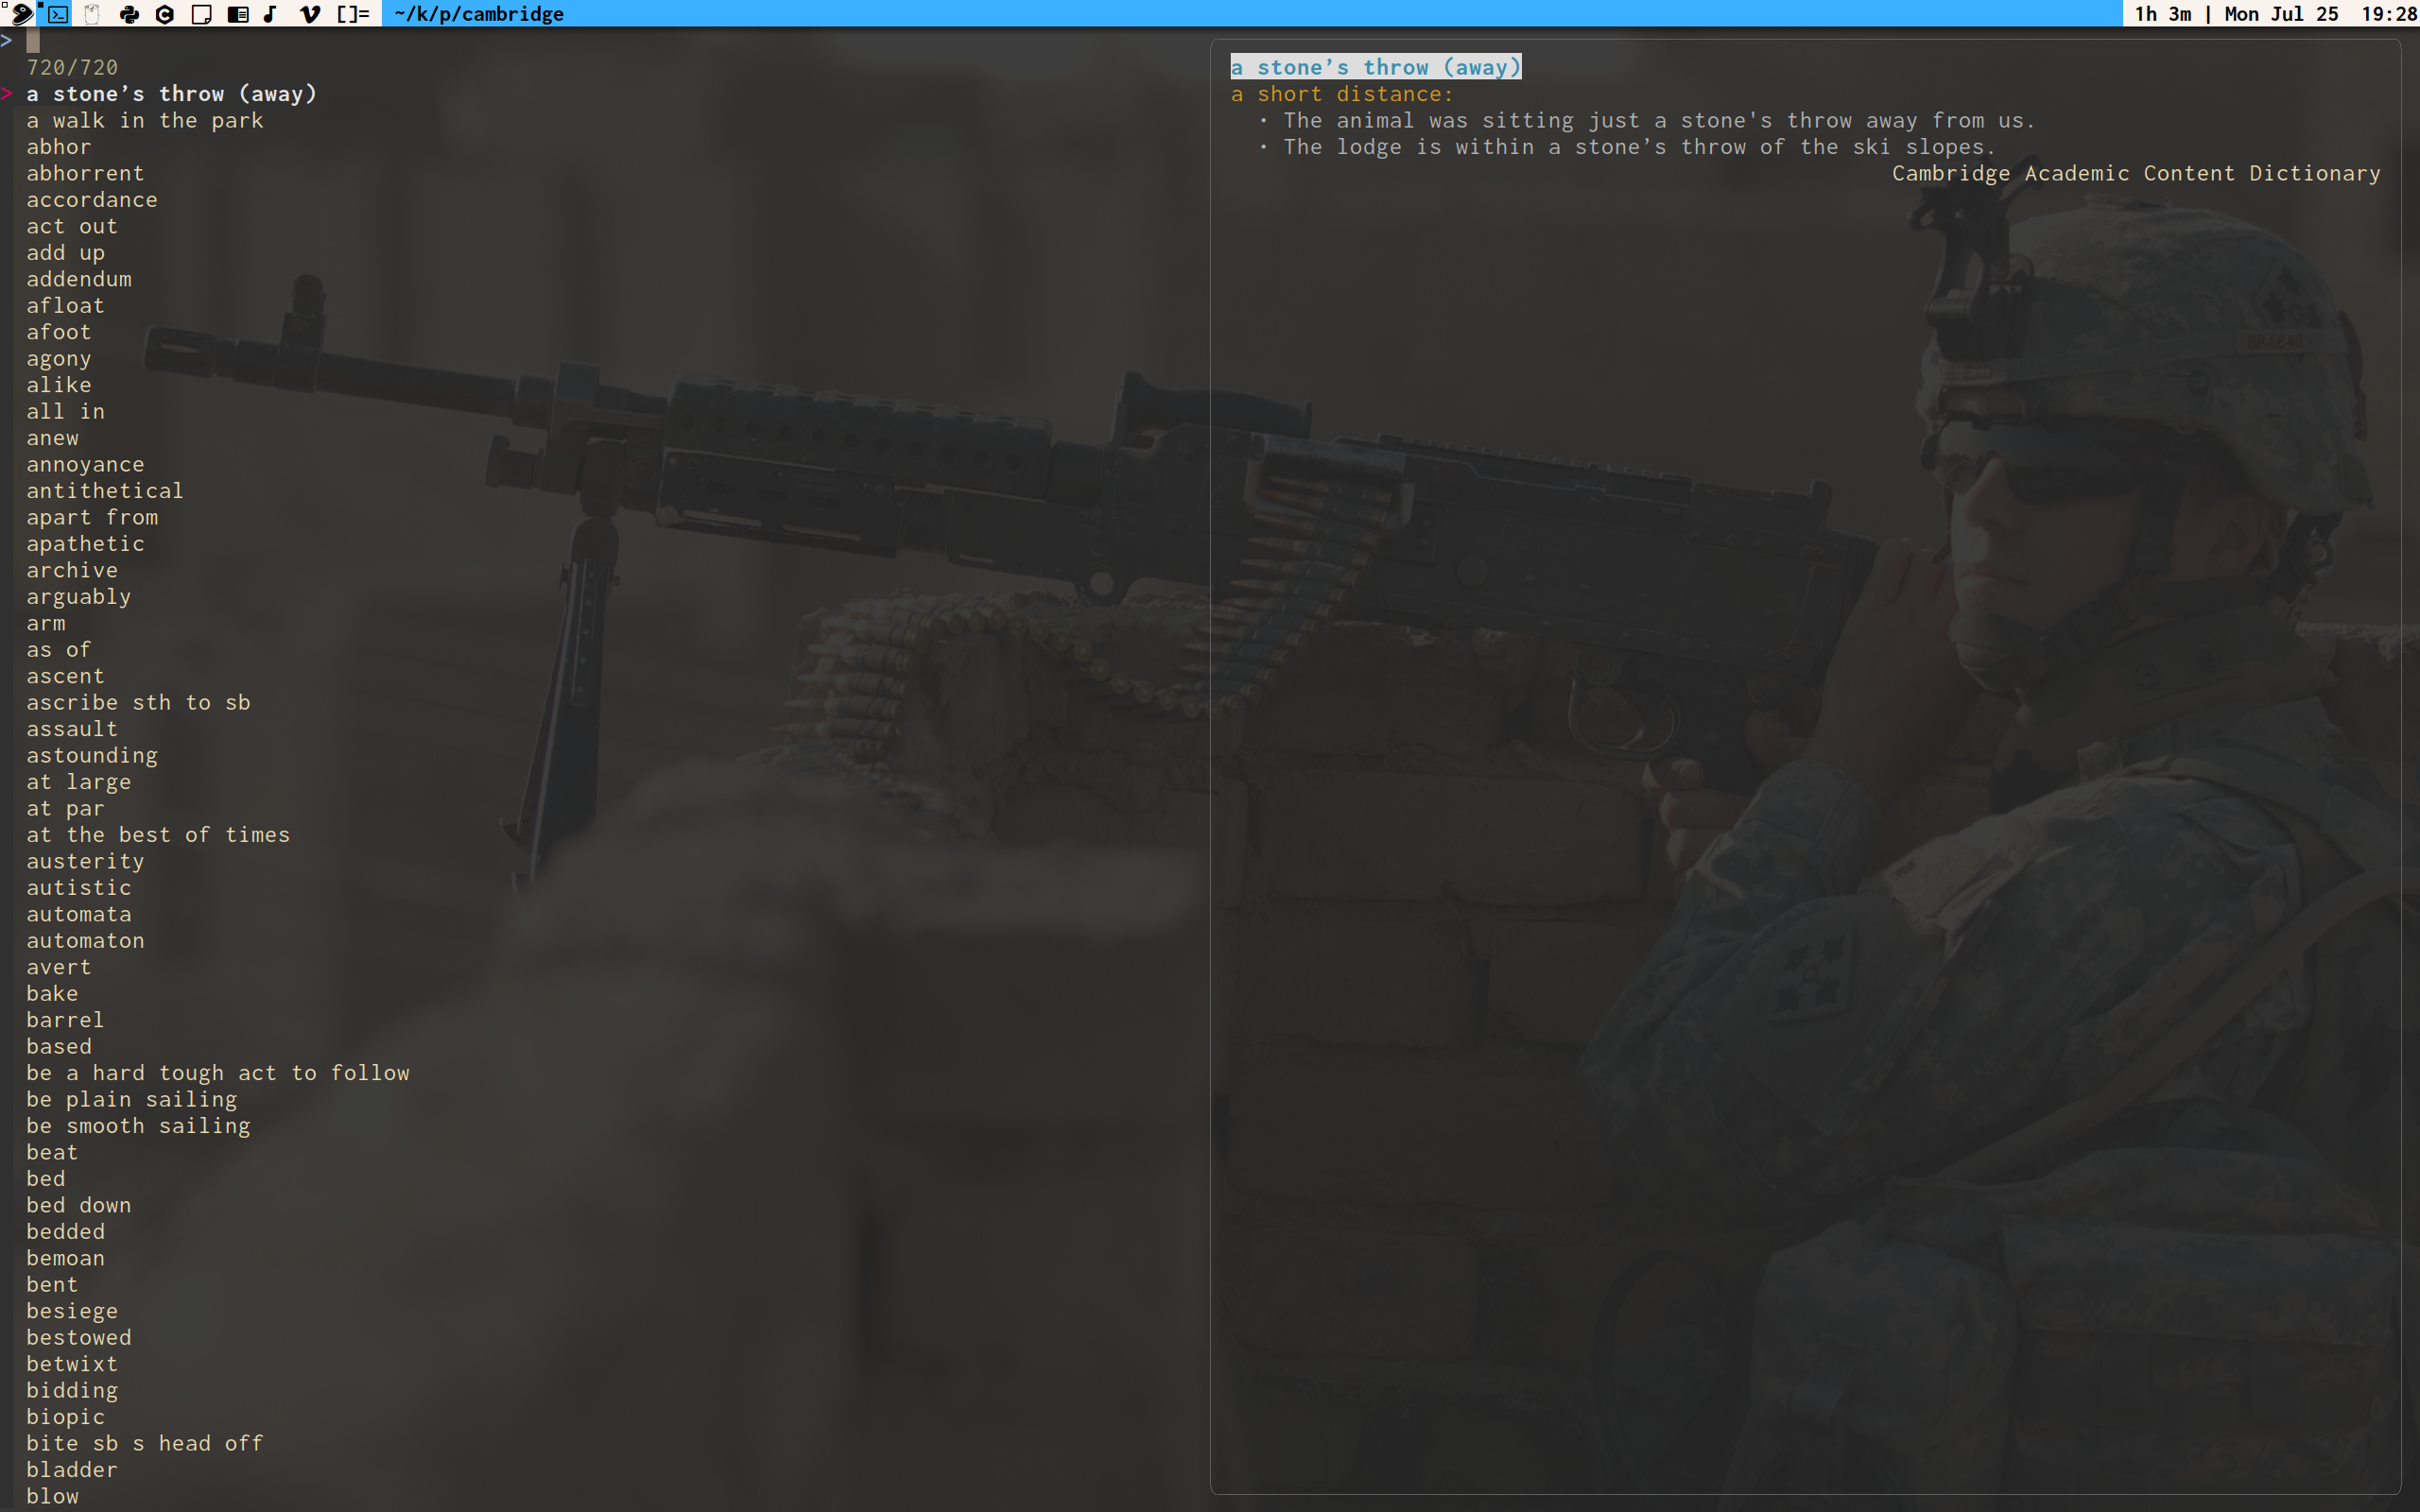 []= ~/k/p/cambridge 1h 3m | Mon Jul 25 19:28
>
720/720
> a stone’s throw (away)
a walk in the park
abhor
abhorrent
accordance
act out
add up
addendum
afloat
afoot
agony
alike
all in
anew
annoyance
antithetical
apart from
apathetic
archive
arguably
arm
as of
ascent
ascribe sth to sb
assault
astounding
at large
at par
at the best of times
austerity
autistic
automata
automaton
avert
bake
barrel
based
be a hard tough act to follow
be plain sailing
be smooth sailing
beat
bed
bed down
bedded
bemoan
bent
besiege
bestowed
betwixt
bidding
biopic
bite sb s head off
bladder
blow
a stone’s throw (away)
a short distance:
· The animal was sitting just a stone's throw away from us.
· The lodge is within a stone’s throw of the ski slopes.
Cambridge Academic Content Dictionary